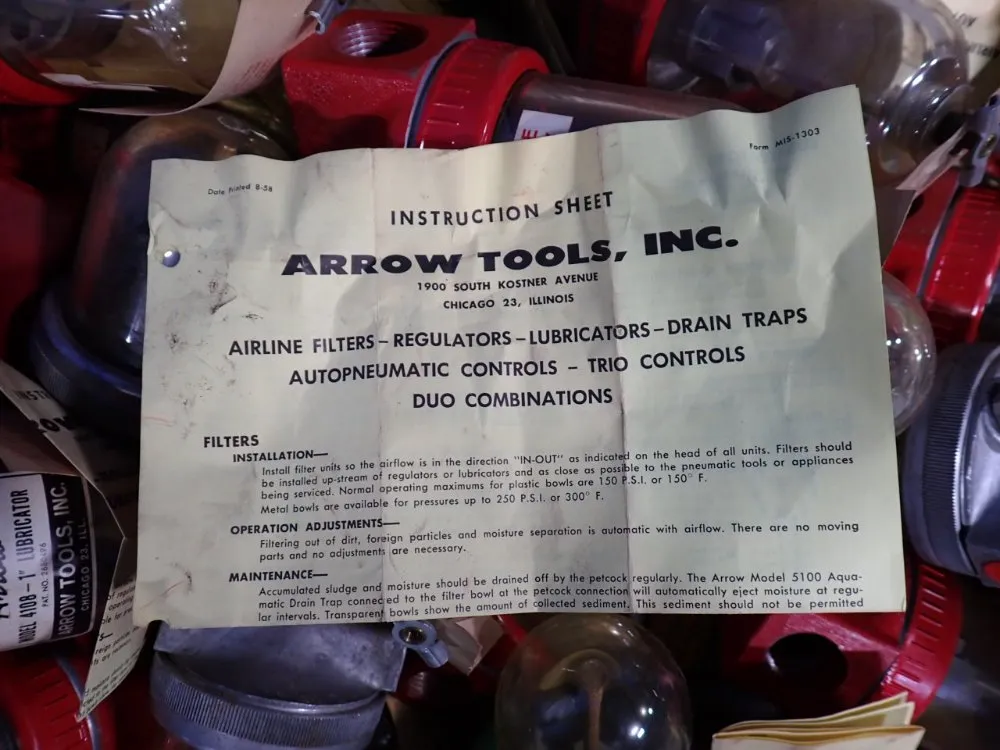 Date Printed 8-58
Form MIS-1303
INSTRUCTION SHEET
ARROW TOOLS, INC.
1900 SOUTH KOSTNER AVENUE
CHICAGO 23, ILLINOIS
AIRLINE FILTERS – REGULATORS – LUBRICATORS – DRAIN TRAPS
AUTOPNEUMATIC CONTROLS – TRIO CONTROLS
DUO COMBINATIONS
FILTERS
INSTALLATION—
Install filter units so the airflow is in the direction "IN-OUT" as indicated on the head of all units. Filters should
be installed up-stream of regulators or lubricators and as close as possible to the pneumatic tools or appliances
being serviced. Normal operating maximums for plastic bowls are 150 P.S.I. or 150° F.
Metal bowls are available for pressures up to 250 P.S.I. or 300° F.
OPERATION ADJUSTMENTS—
Filtering out of dirt, foreign particles and moisture separation is automatic with airflow. There are no moving
parts and no adjustments are necessary.
MAINTENANCE—
Accumulated sludge and moisture should be drained off by the petcock regularly. The Arrow Model 5100 Aqua-
matic Drain Trap connected to the filter bowl at the petcock connection will automatically eject moisture at regu-
lar intervals. Transparent bowls show the amount of collected sediment. This sediment should not be permitted
MODEL A108 – 1" LUBRICATOR
PAT. NO.
ARROW TOOLS, INC.
CHICAGO 23, ILL.